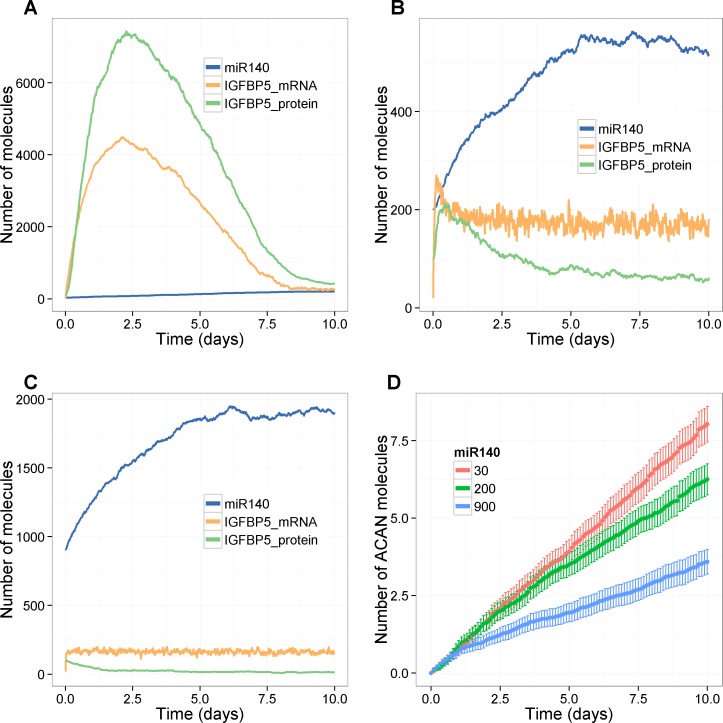 A
Number of molecules
6000
4000
2000
0
miR140
IGFBP5_mRNA
IGFBP5_protein
0.0 2.5 5.0 7.5 10.0
Time (days)
B
Number of molecules
400
200
0
miR140
IGFBP5_mRNA
IGFBP5_protein
0.0 2.5 5.0 7.5 10.0
Time (days)
C
Number of molecules
2000
1500
1000
500
0
miR140
IGFBP5_mRNA
IGFBP5_protein
0.0 2.5 5.0 7.5 10.0
Time (days)
D
Number of ACAN molecules
7.5
5.0
2.5
0.0
miR140
30
200
900
0.0 2.5 5.0 7.5 10.0
Time (days)